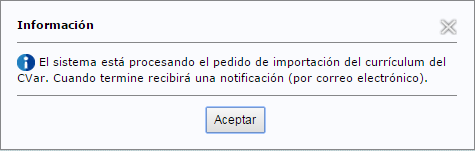 Información
El sistema está procesando el pedido de importación del currículum del
CVar. Cuando termine recibirá una notificación (por correo electrónico).
Aceptar